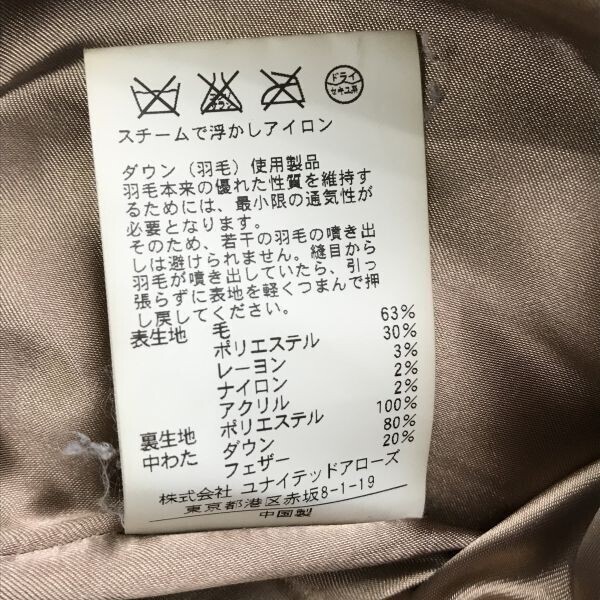 エンソ
サラシ
ドライ
セキユ系
スチームで浮かしアイロン
ダウン(羽毛)使用製品
羽毛本来の優れた性質を維持す
るためには、最小限の通気性が
必要となります。
そのため、若干の羽毛の噴き出
しは避けられません。縫目から
羽毛が噴き出していたら、引っ
張らずに表地を軽くつまんで押
し戻してください。
表生地 毛 63%
ポリエステル 30%
レーヨン 3%
ナイロン 2%
アクリル 2%
裏生地 ポリエステル 100%
中わた ダウン 80%
フェザー 20%
株式会社 ユナイテッドアローズ
東京都港区赤坂8-1-19
中国製